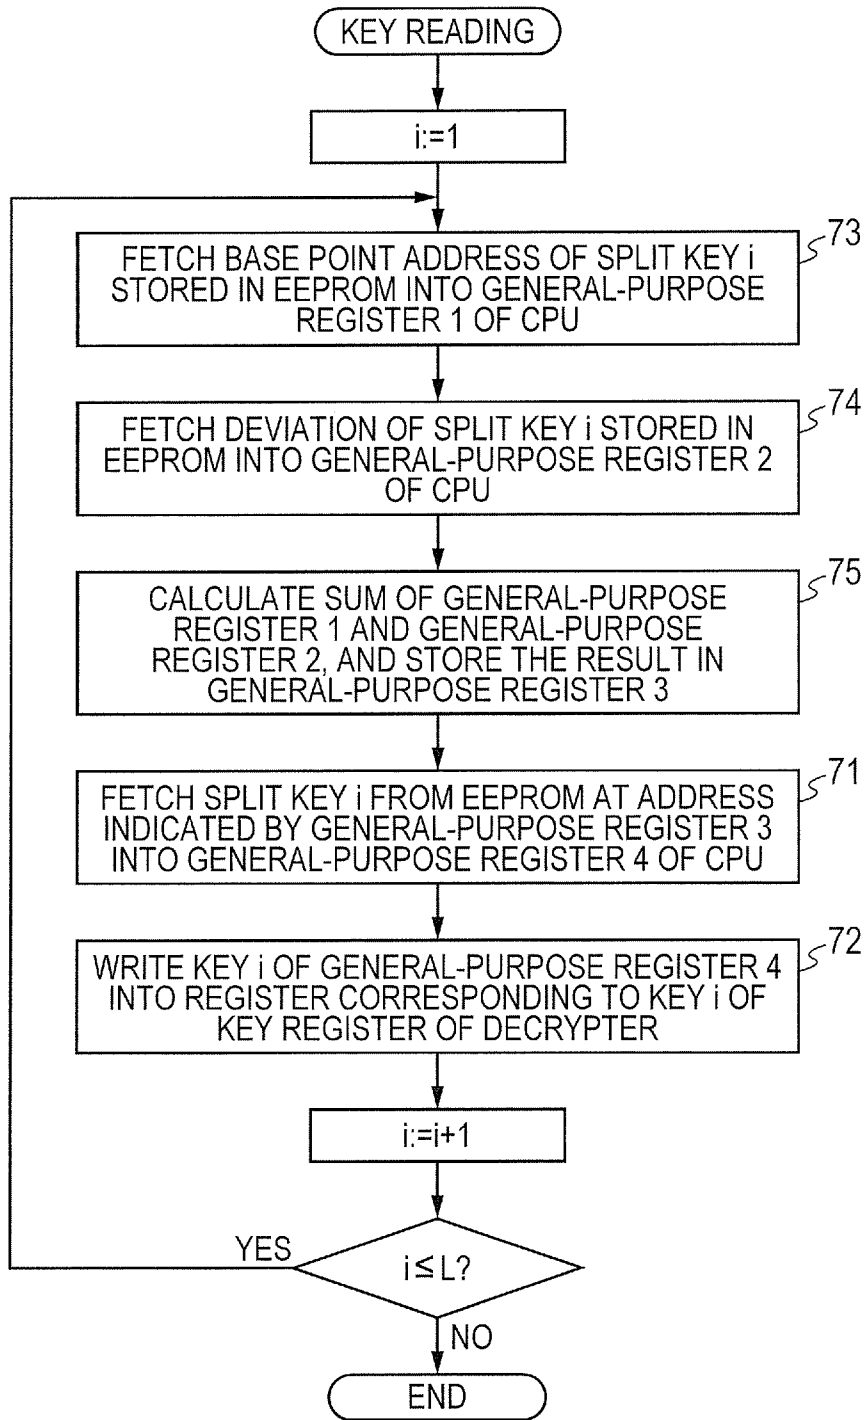 KEY READING
i:=1
73
FETCH BASE POINT ADDRESS OF SPLIT KEY i
STORED IN EEPROM INTO GENERAL-PURPOSE
REGISTER 1 OF CPU
74
FETCH DEVIATION OF SPLIT KEY i STORED IN
EEPROM INTO GENERAL-PURPOSE REGISTER 2
OF CPU
75
CALCULATE SUM OF GENERAL-PURPOSE
REGISTER 1 AND GENERAL-PURPOSE
REGISTER 2, AND STORE THE RESULT IN
GENERAL-PURPOSE REGISTER 3
71
FETCH SPLIT KEY i FROM EEPROM AT ADDRESS
INDICATED BY GENERAL-PURPOSE REGISTER 3
INTO GENERAL-PURPOSE REGISTER 4 OF CPU
72
WRITE KEY i OF GENERAL-PURPOSE REGISTER 4
INTO REGISTER CORRESPONDING TO KEY i OF
KEY REGISTER OF DECRYPTER
i:=i+1
YES
i≦L?
NO
END